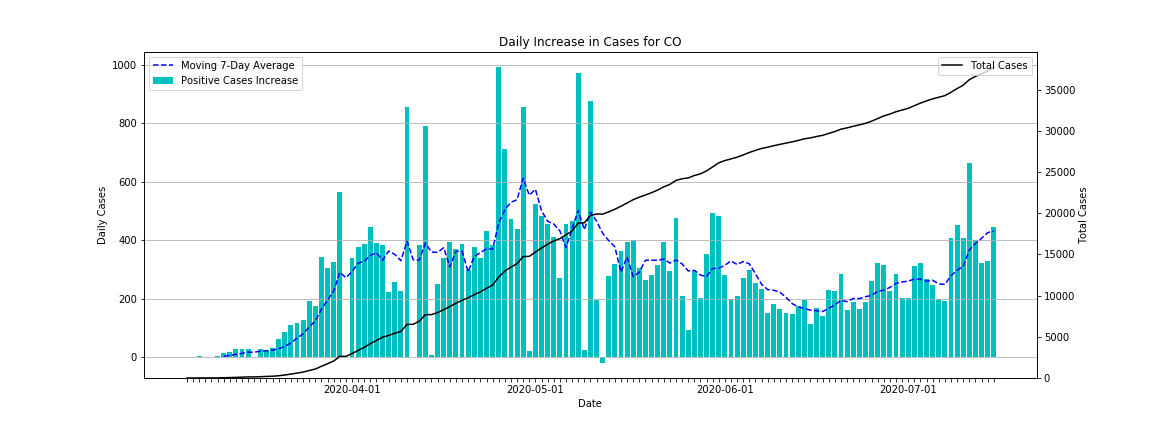 Daily Increase in Cases for CO
Moving 7-Day Average
Positive Cases Increase
Total Cases
1000
800
600
400
200
0
Daily Cases
35000
30000
25000
20000
15000
10000
5000
0
Total Cases
2020-04-01
2020-05-01
2020-06-01
2020-07-01
Date